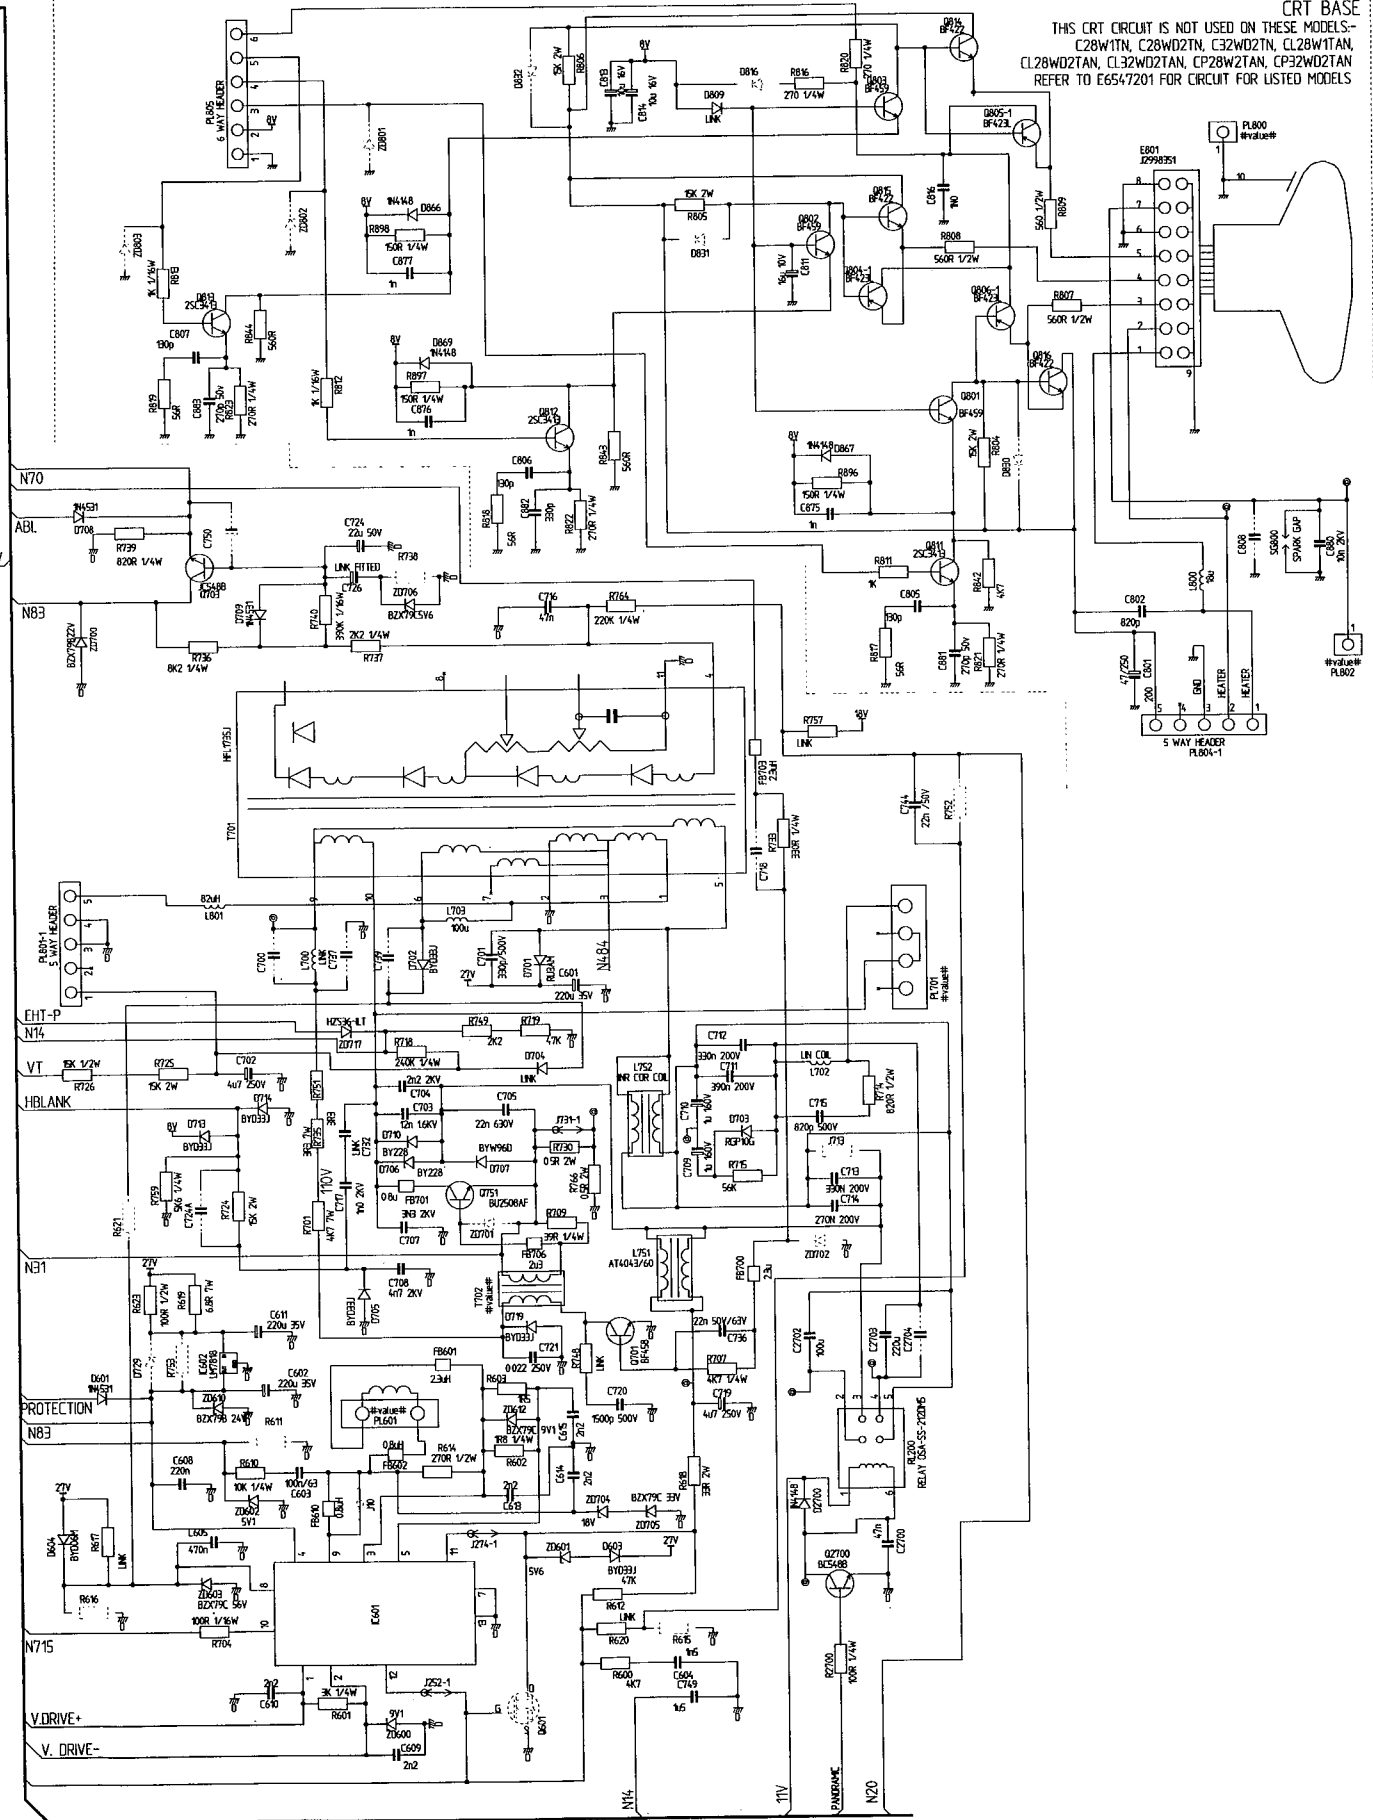 CRT BASE
THIS CRT CIRCUIT IS NOT USED ON THESE MODELS:-
C28W1TN, C28WD2TN, C32WD2TN, CL28W1TAN,
CL28WD2TAN, CL32WD2TAN, CP28W2TAN, CP32WD2TAN
REFER TO E6547201 FOR CIRCUIT FOR LISTED MODELS
PL805
6 WAY HEADER
8V
ZD801
ZD802
ZD803
D832
15K 2W
R806
C813
10u 16V
8V
C814
10u 16V
D809
LINK
D816
R816
270 1/4W
R820
270 1/4W
Q803
BF459
Q814
BF422
Q805-1
BF423L
PL800
#value#
E801
J2998351
R813
1K 1/16W
Q813
2SC3413
C807
130p
R844
560R
R819
56R
C883
270p 50v
R823
270R 1/4W
8V
1N4148
D866
R898
150R 1/4W
C877
1n
15K 2W
R805
D831
Q802
BF459
C811
16u 10V
Q815
BF422
Q804-1
BF423
C816
1N0
R808
560R 1/2W
560 1/2W
R809
Q806-1
BF423
R807
560R 1/2W
Q816
BF422
Q801
BF459
15K 2W
R804
D830
8V
D869
1N4148
R897
150R 1/4W
C876
1n
1K 1/16W
R812
Q812
2SC3413
R843
560R
C806
130p
R818
56R
C882
330p
R822
270R 1/4W
8V
1N4148
D867
R896
150R 1/4W
C875
1n
R811
1K
Q811
2SC3413
R842
4K7
C805
130p
R817
56R
C881
270p 50v
R821
270R 1/4W
C808
SG800
SPARK GAP
C880
10n 2KV
L800
18u
C802
820p
47/250
C801
200
GND
HEATER
HEATER
5 WAY HEADER
PL804-1
#value#
PL802
N70
ABL
1N4531
D708
R739
820R 1/4W
C750
JC548B
Q703
N83
BZX79B22V
ZD700
R736
8K2 1/4W
D709
1N4531
R740
390K 1/16W
2K2 1/4W
R737
C724
22u 50V
LINK FITTED
C726
R738
ZD706
BZX79C5V6
C716
47n
R764
220K 1/4W
HFL1735J
T701
FB703
2.3uH
R757
LINK
18V
C744
22n /50V
R752
C718
R733
330R 1/4W
PL801-1
5 WAY HEADER
82uH
L801
C700
L700
LINK
C737
C739
D702
BYD33J
L703
100u
C701
330p/500V
27V
D701
RU3AM
C601
220u 35V
N484
PL701
#value#
EHT-P
N14
VT
15K 1/2W
R726
R725
15K 2W
C702
4u7 250V
HZS36-1LT
ZD717
R718
240K 1/4W
R749
2K2
R719
47K
D704
LINK
R751
HBLANK
D714
BYD33J
8V
D713
BYD33J
R759
5K6 1/4W
C724A
R724
15K 2W
R621
3R3 7W
R735
3R3
LINK
C732
110V
R701
4K7 7W
C717
1n0 2KV
2n2 2KV
C704
C703
12n 1.6KV
D710
BY228
D706
BY228
C705
22n 630V
BYW96D
D707
0.8u
FB701
3N3 2KV
C707
Q751
BU2508AF
ZD701
J731-1
R730
0.5R 2W
R766
0.5R 2W
R709
39R 1/4W
FB706
2u3
T702
#value#
L752
INR COR COIL
C712
330n 200V
C711
390n 200V
LIN COIL
L702
C710
1u 160V
C709
1u 160V
D703
RGP10G
R715
56K
C715
820p 500V
R714
820R 1/2W
J713
C713
330N 200V
C714
270N 200V
ZD702
L751
AT4043/60
FB700
2.3u
N31
C708
4n7 2KV
BYD33J
D705
27V
R623
100R 1/2W
R619
6.8R 7W
C611
220u 35V
D729
R753
IC602
LM7818
C602
220u 35V
D601
1N4531
PROTECTION
N83
ZD610
BZX79B 24V
R611
D719
BYD33J
C721
0.022 250V
Q701
BF458
R748
LINK
C720
1500p 500V
22n 50V/63V
C736
R707
4K7 1/4W
C719
4u7 250V
C2702
100u
C2703
220u
C2704
RL200
RELAY OSA-SS-212DM5
FB601
2.3uH
#value#
PL601
0.8uH
FB602
R614
270R 1/2W
R603
1R5
ZD612
BZX79C 9V1
1R8 1/4W
R602
C615
2n2
C614
2n2
2n2
C613
R618
33R 2W
C608
220n
R610
10K 1/4W
100n/63
C603
ZD602
5V1
FB610
0.8uH
J10
ZD704
18V
BZX79C 33V
ZD705
27V
D604
BYD33M
R617
LINK
R616
C605
470n
ZD603
BZX79C 56V
100R 1/16W
R704
IC601
J274-1
ZD601
5V6
D603
BYD33J
27V
47K
R612
LINK
R620
R615
R600
4K7
1n5
C604
C749
1u5
1N4148
D2700
Q2700
BC548B
47n
C2700
R2700
100R 1/4W
N715
2n2
C610
3K 1/4W
R601
J252-1
9V1
ZD600
C609
2n2
Q601
V.DRIVE+
V. DRIVE-
N14
11V
PANORAMIC
N20